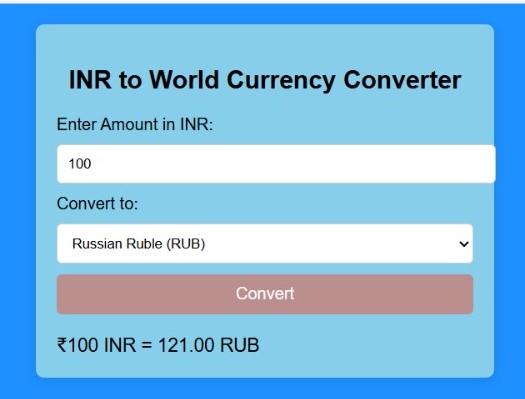 INR to World Currency Converter
Enter Amount in INR:
100
Convert to:
Russian Ruble (RUB)
Convert
₹100 INR = 121.00 RUB